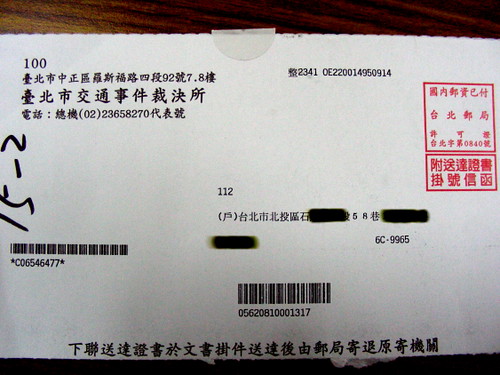 100
臺北市中正區羅斯福路四段92號7.8樓
臺北市交通事件裁決所
電話：總機(02)23658270代表號
整2341 OE220014950914
國內郵資已付
台北郵局
許可證
台北字第0840號
附送達證書
掛號信函
15-2
112
(戶)台北市北投區石 段58巷
6C-9965
*C06546477*
05620810001317
下聯送達證書於文書掛件送達後由郵局寄退原寄機關